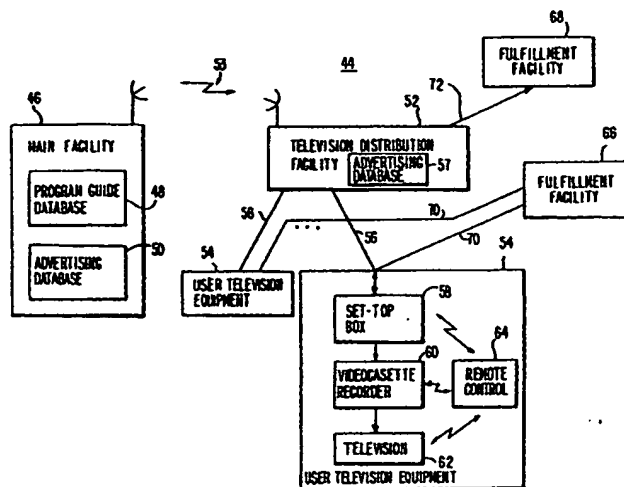 53
44
68
FULFILLMENT
FACILITY
72
46
52
MAIN FACILITY
TELEVISION DISTRIBUTION
FACILITY
ADVERTISING
DATABASE
57
66
FULFILLMENT
FACILITY
PROGRAM GUIDE
DATABASE
48
56
70
...
56
70
ADVERTISING
DATABASE
50
54
USER TELEVISION
EQUIPMENT
54
SET-TOP
BOX
59
64
REMOTE
CONTROL
60
VIDEOCASETTE
RECORDER
TELEVISION
62
USER TELEVISION EQUIPMENT